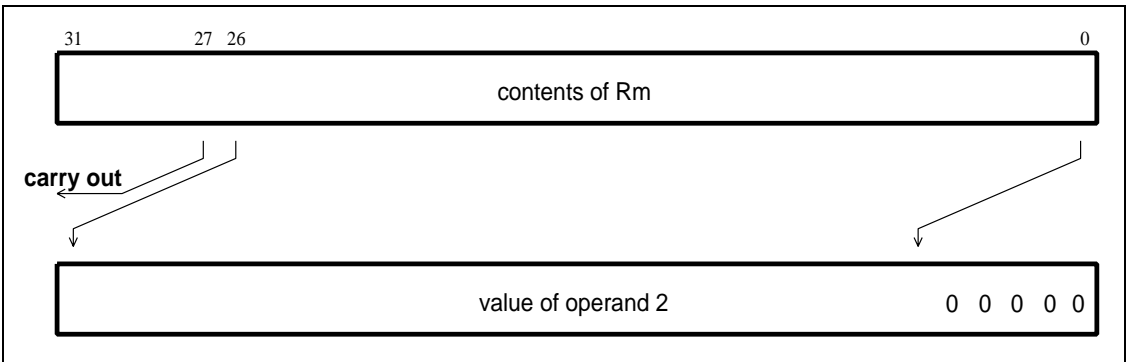 31 27 26 0
contents of Rm
carry out
value of operand 2 0 0 0 0 0